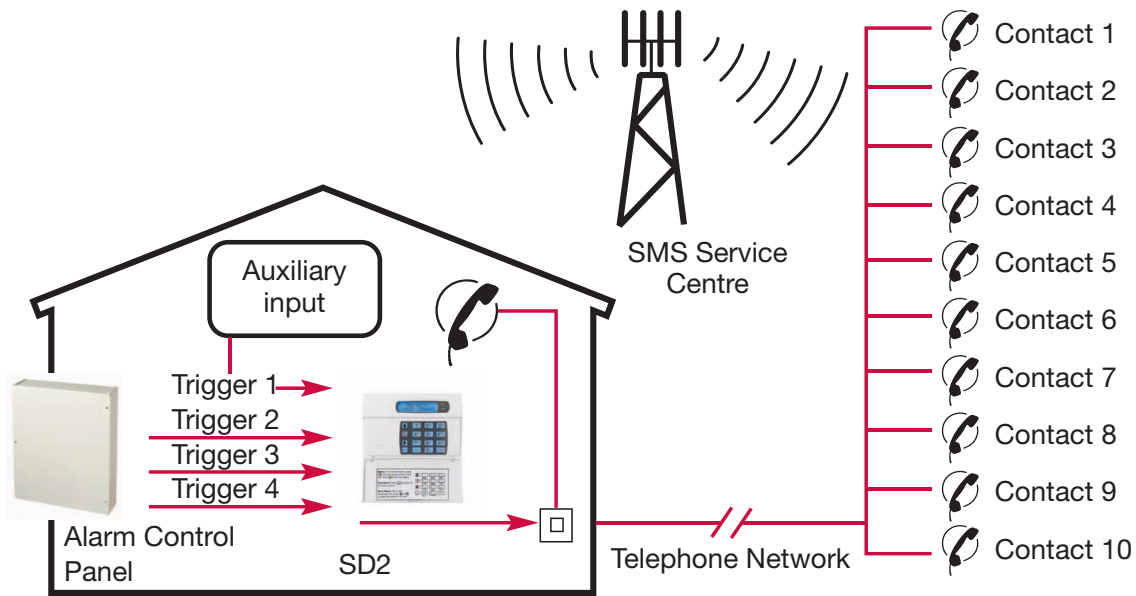 Contact 1
Contact 2
Contact 3
Contact 4
Contact 5
Contact 6
Contact 7
Contact 8
Contact 9
Contact 10
SMS Service
Centre
Auxiliary
input
Trigger 1
Trigger 2
Trigger 3
Trigger 4
Alarm Control
Panel
SD2
Telephone Network